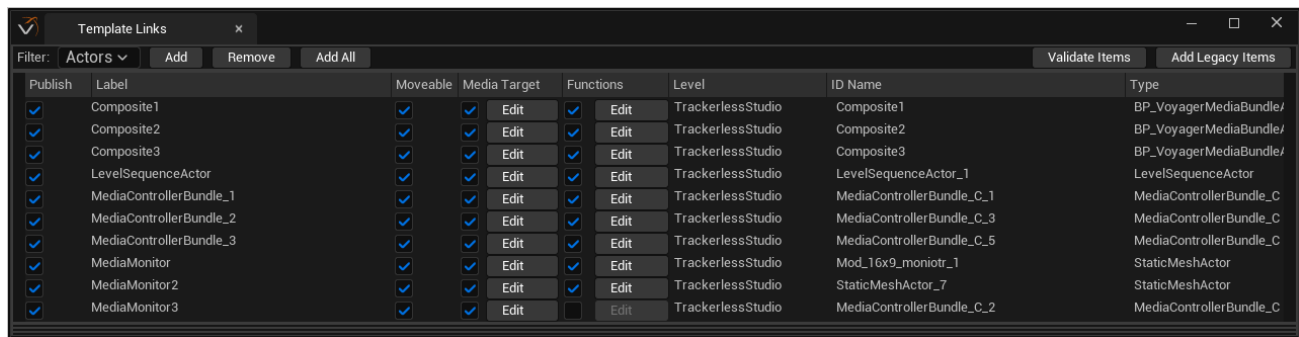 Template Links ×
Filter: Actors Add Remove Add All Validate Items Add Legacy Items
Publish Label Moveable Media Target Functions Level ID Name Type
Composite1 Edit Edit TrackerlessStudio Composite1 BP_VoyagerMediaBundleA
Composite2 Edit Edit TrackerlessStudio Composite2 BP_VoyagerMediaBundleA
Composite3 Edit Edit TrackerlessStudio Composite3 BP_VoyagerMediaBundleA
LevelSequenceActor Edit Edit TrackerlessStudio LevelSequenceActor_1 LevelSequenceActor
MediaControllerBundle_1 Edit Edit TrackerlessStudio MediaControllerBundle_C_1 MediaControllerBundle_C
MediaControllerBundle_2 Edit Edit TrackerlessStudio MediaControllerBundle_C_3 MediaControllerBundle_C
MediaControllerBundle_3 Edit Edit TrackerlessStudio MediaControllerBundle_C_5 MediaControllerBundle_C
MediaMonitor Edit Edit TrackerlessStudio Mod_16x9_moniotr_1 StaticMeshActor
MediaMonitor2 Edit Edit TrackerlessStudio StaticMeshActor_7 StaticMeshActor
MediaMonitor3 Edit Edit TrackerlessStudio MediaControllerBundle_C_2 MediaControllerBundle_C